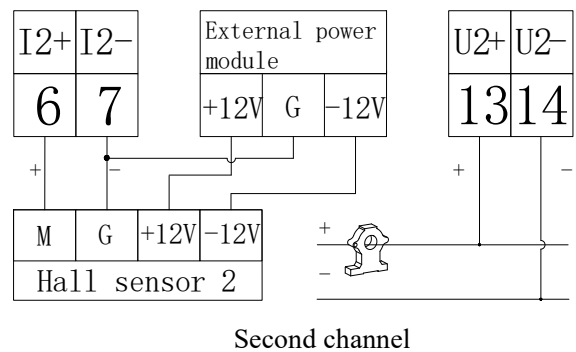 I2+ I2-
External power
module
U2+ U2-
6 7
+12V G -12V
13 14
+ - + -
M G +12V -12V
+
-
Hall sensor 2
Second channel